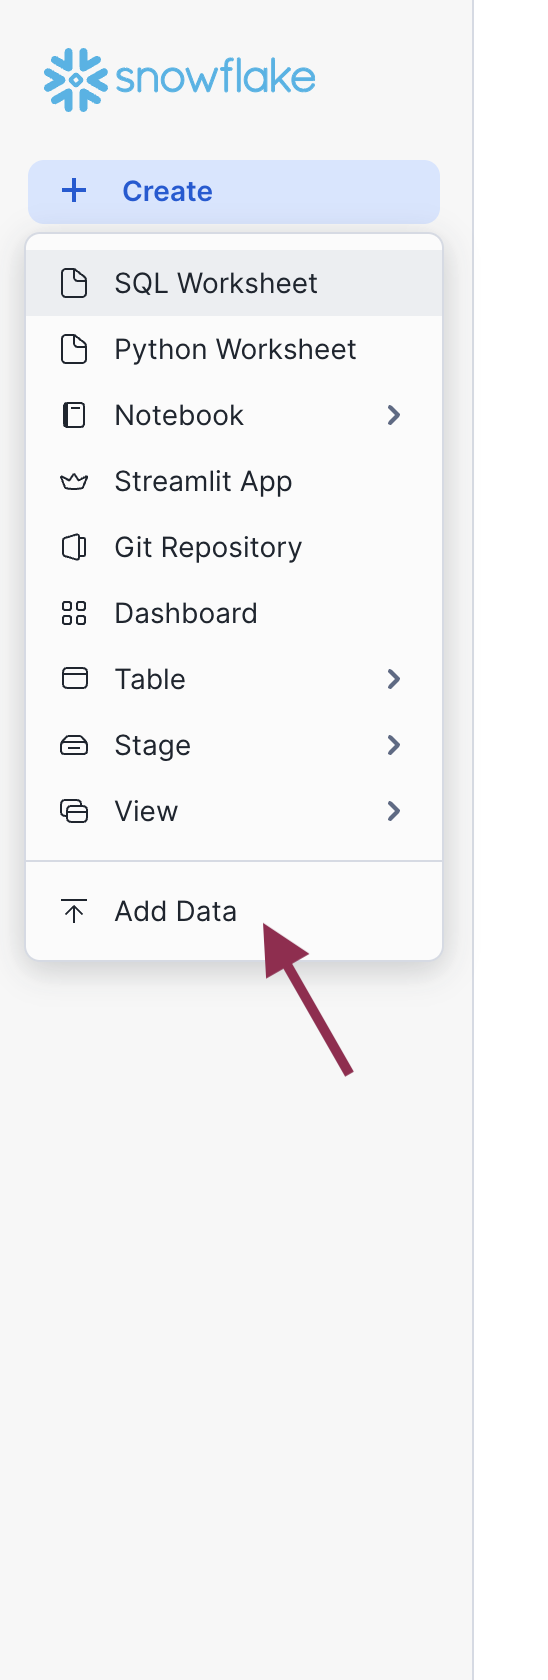 snowflake
Create
SQL Worksheet
Python Worksheet
Notebook
Streamlit App
Git Repository
Dashboard
Table
Stage
View
Add Data